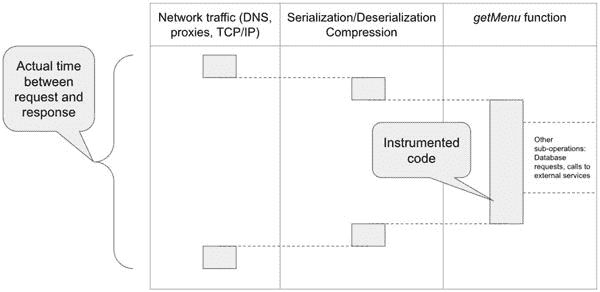 Network traffic (DNS,
proxies, TCP/IP)
Serialization/Deserialization
Compression
getMenu function
Actual time
between
request and
response
Instrumented
code
Other
sub-operations:
Database
requests, calls to
external services